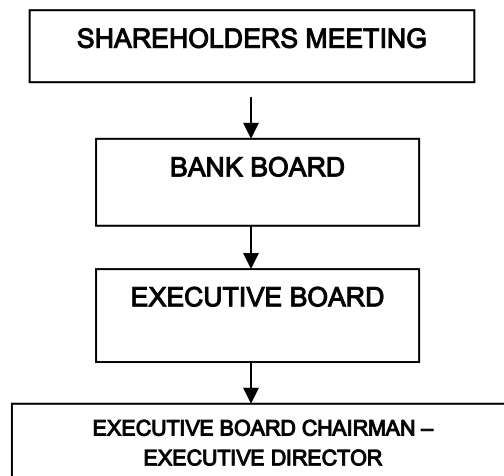 SHAREHOLDERS MEETING
BANK BOARD
EXECUTIVE BOARD
EXECUTIVE BOARD CHAIRMAN –
EXECUTIVE DIRECTOR